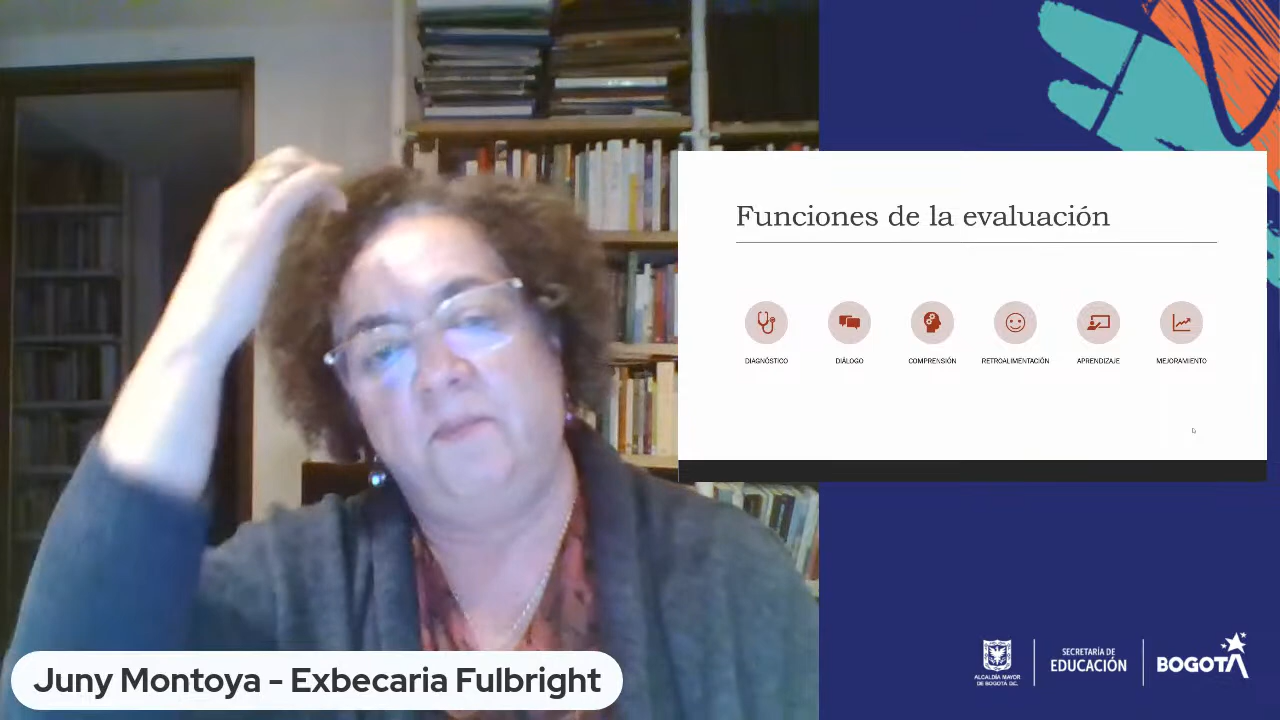 Funciones de la evaluación
DIAGNÓSTICO
DIÁLOGO
COMPRENSIÓN
RETROALIMENTACIÓN
APRENDIZAJE
MEJORAMIENTO
Juny Montoya - Exbecaria Fulbright
ALCALDÍA MAYOR
DE BOGOTÁ D.C.
SECRETARÍA DE
EDUCACIÓN
BOGOTÁ